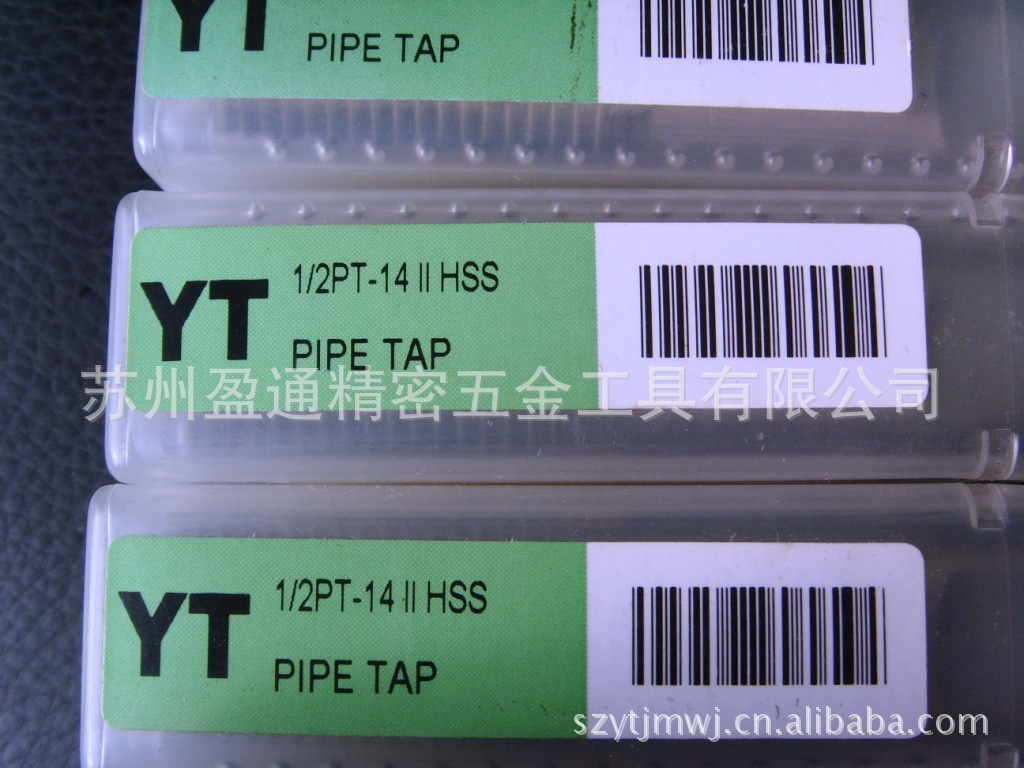 YT
PIPE TAP
YT
1/2PT-14 II HSS
PIPE TAP
苏州盈通精密五金工具有限公司
YT
1/2PT-14 II HSS
PIPE TAP
szytjmwj.cn.alibaba.com